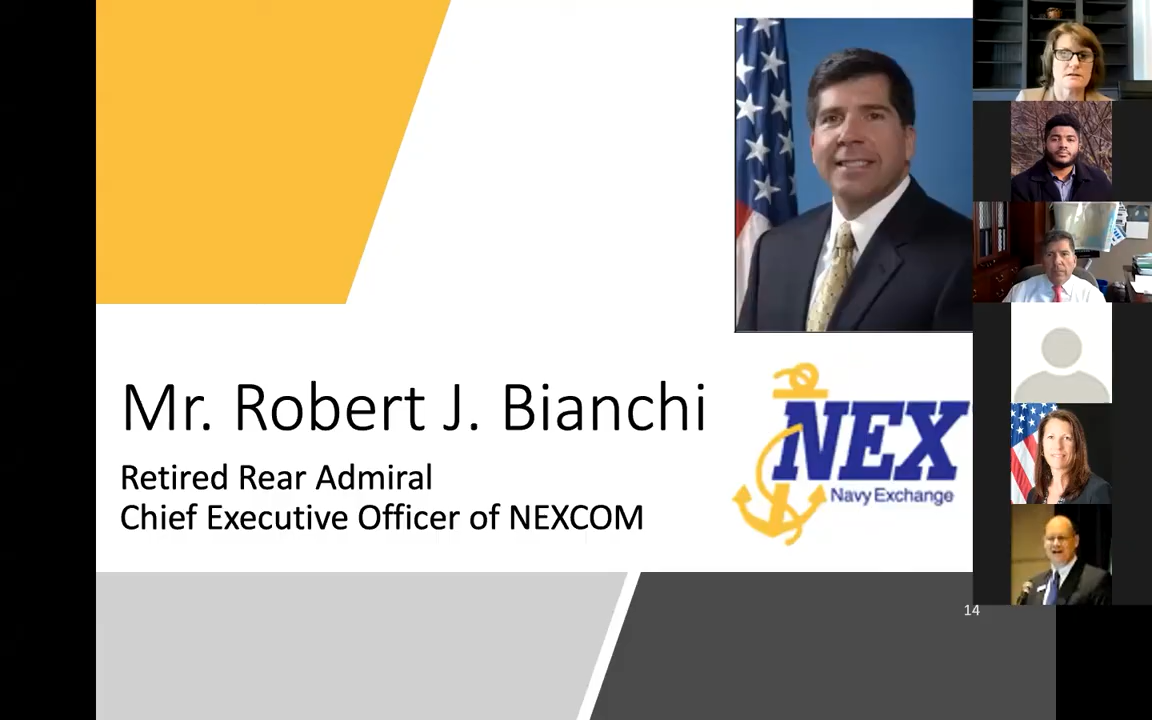 Mr. Robert J. Bianchi
Retired Rear Admiral
Chief Executive Officer of NEXCOM
NEX
Navy Exchange
14